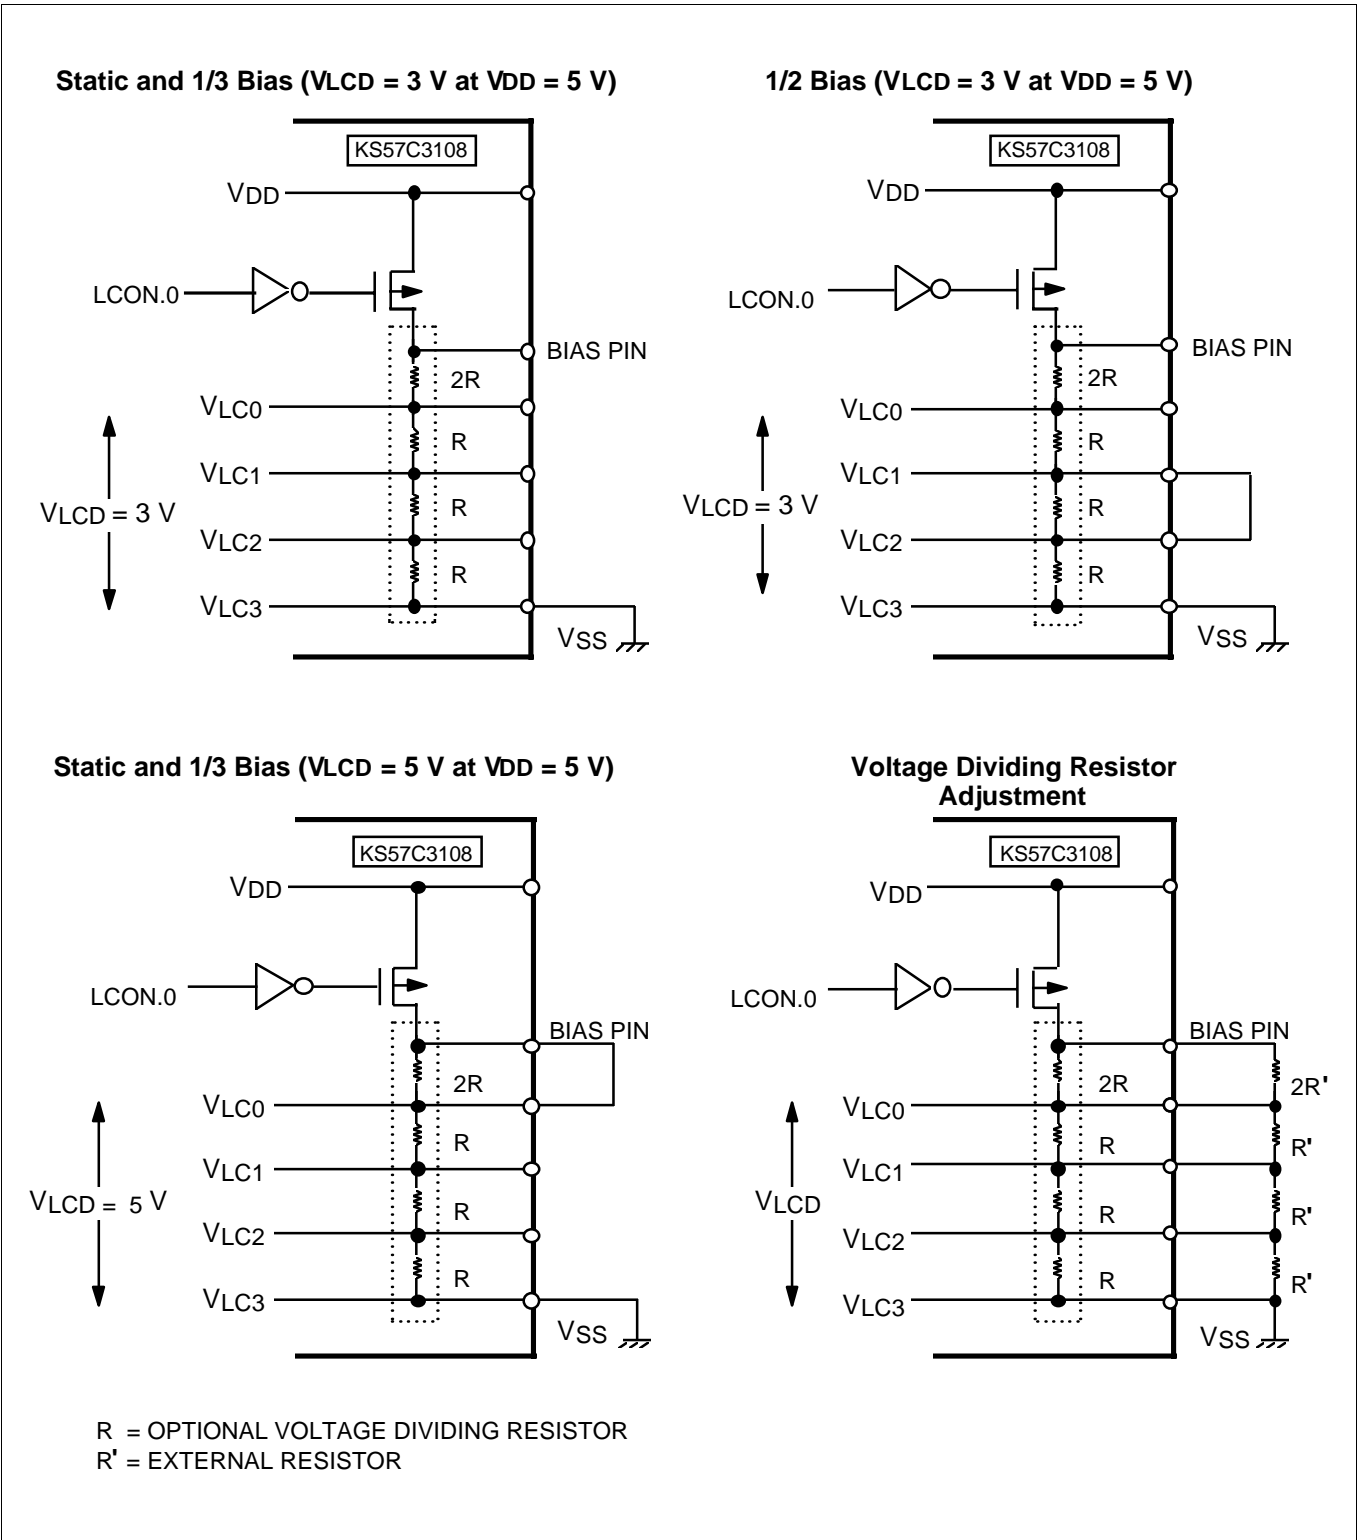 Static and 1/3 Bias (VLCD = 3 V at VDD = 5 V)
KS57C3108
VDD
LCON.0
BIAS PIN
2R
VLC0
R
VLC1
VLCD = 3 V
R
VLC2
R
VLC3
VSS
1/2 Bias (VLCD = 3 V at VDD = 5 V)
KS57C3108
VDD
LCON.0
BIAS PIN
2R
VLC0
R
VLC1
VLCD = 3 V
R
VLC2
R
VLC3
VSS
Static and 1/3 Bias (VLCD = 5 V at VDD = 5 V)
KS57C3108
VDD
LCON.0
BIAS PIN
2R
VLC0
R
VLC1
VLCD = 5 V
R
VLC2
R
VLC3
VSS
Voltage Dividing Resistor
Adjustment
KS57C3108
VDD
LCON.0
BIAS PIN
2R
2R'
VLC0
R
R'
VLC1
VLCD
R
R'
VLC2
R
R'
VLC3
VSS
R = OPTIONAL VOLTAGE DIVIDING RESISTOR
R' = EXTERNAL RESISTOR